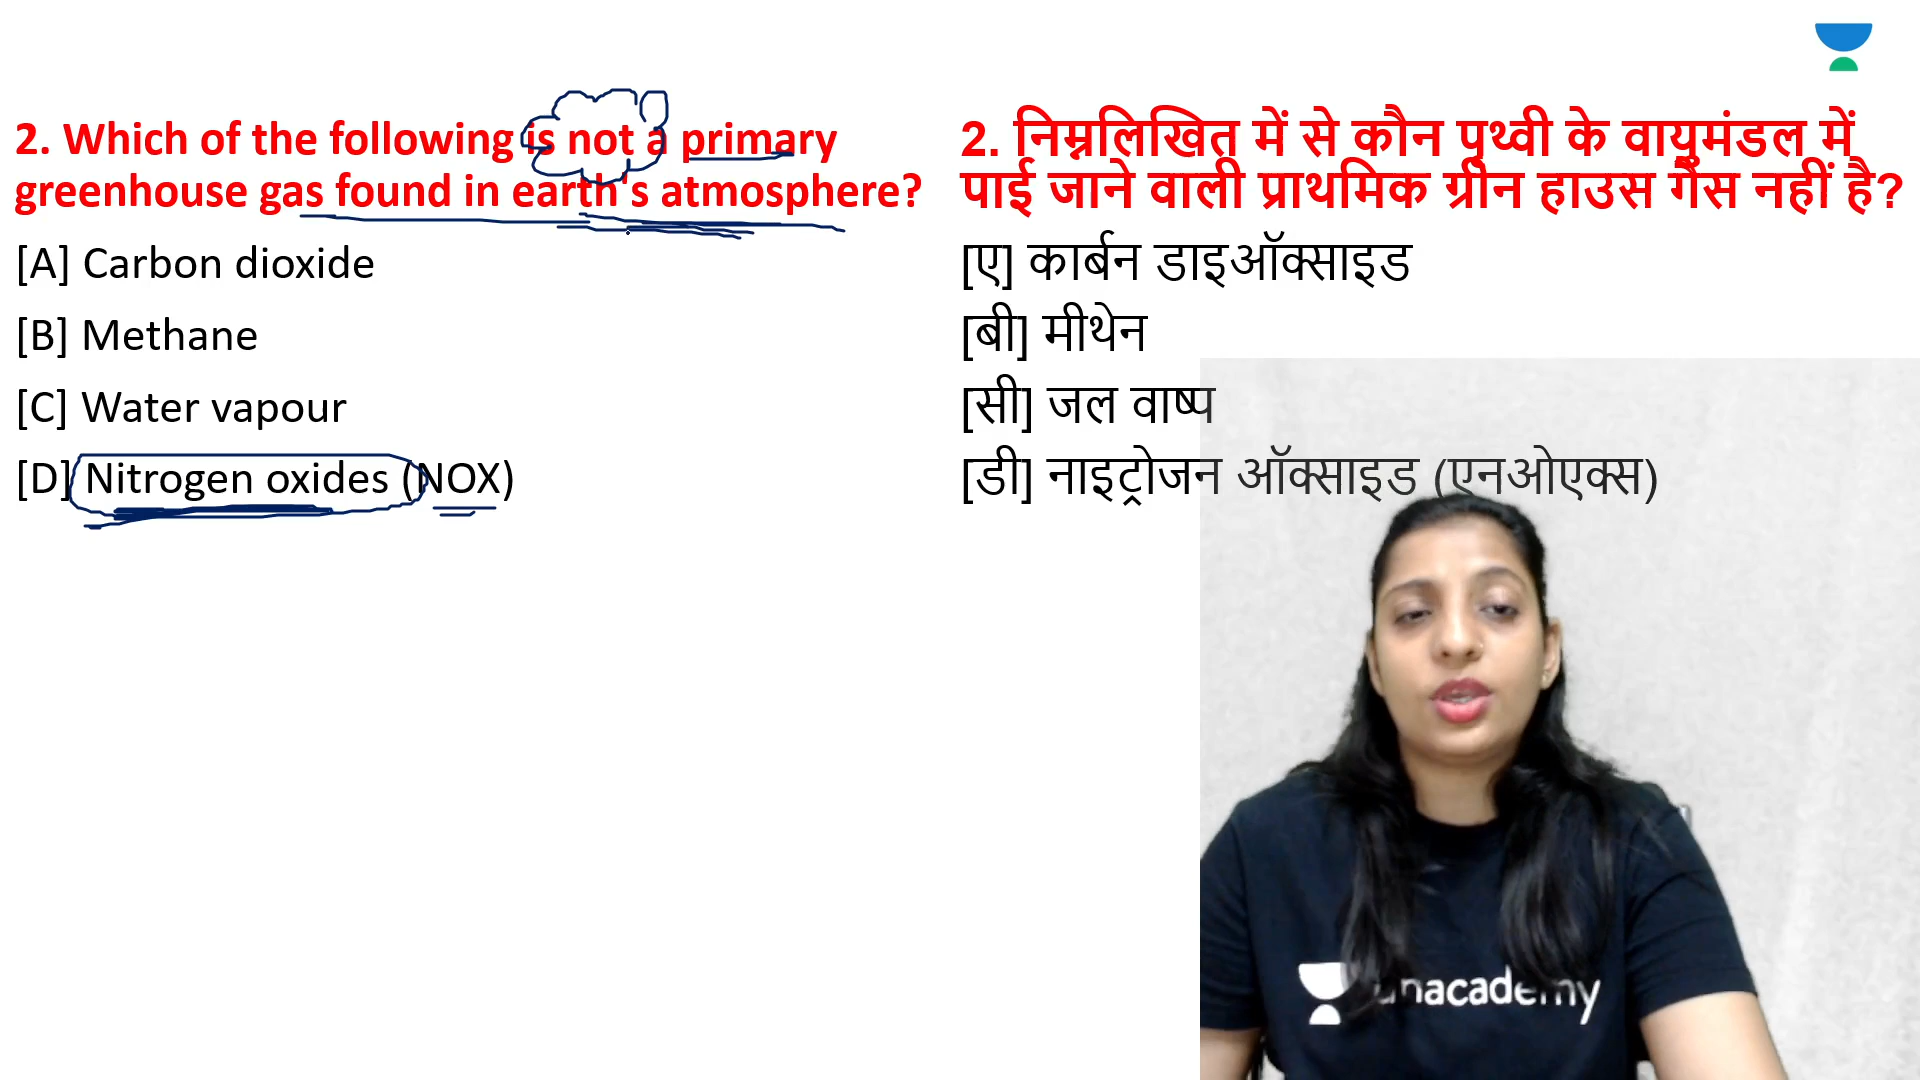 2. Which of the following is not a primary
greenhouse gas found in earth's atmosphere?
[A] Carbon dioxide
[B] Methane
[C] Water vapour
[D] Nitrogen oxides (NOX)
2. निम्नलिखित में से कौन पृथ्वी के वायुमंडल में
पाई जाने वाली प्राथमिक ग्रीन हाउस गैस नहीं है?
[ए] कार्बन डाइऑक्साइड
[बी] मीथेन
[सी] जल वाष्प
[डी] नाइट्रोजन ऑक्साइड (एनओएक्स)
unacademy